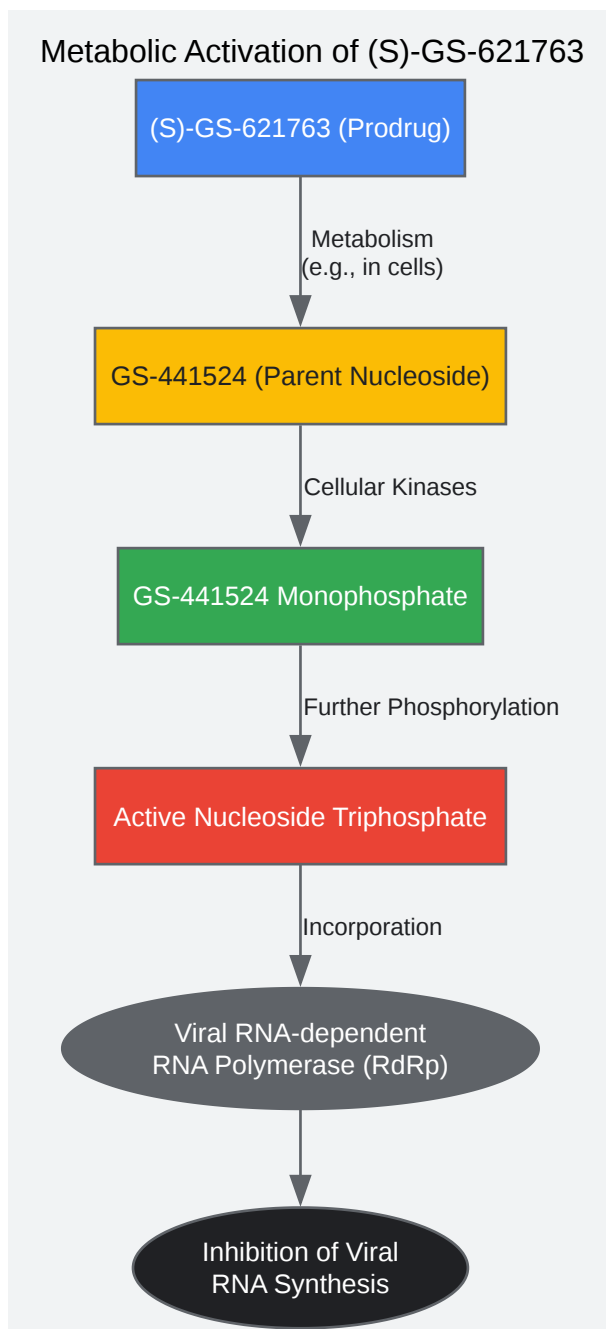 Metabolic Activation of (S)-GS-621763
(S)-GS-621763 (Prodrug)
Metabolism
(e.g., in cells)
GS-441524 (Parent Nucleoside)
Cellular Kinases
GS-441524 Monophosphate
Further Phosphorylation
Active Nucleoside Triphosphate
Incorporation
Viral RNA-dependent
RNA Polymerase (RdRp)
Inhibition of Viral
RNA Synthesis